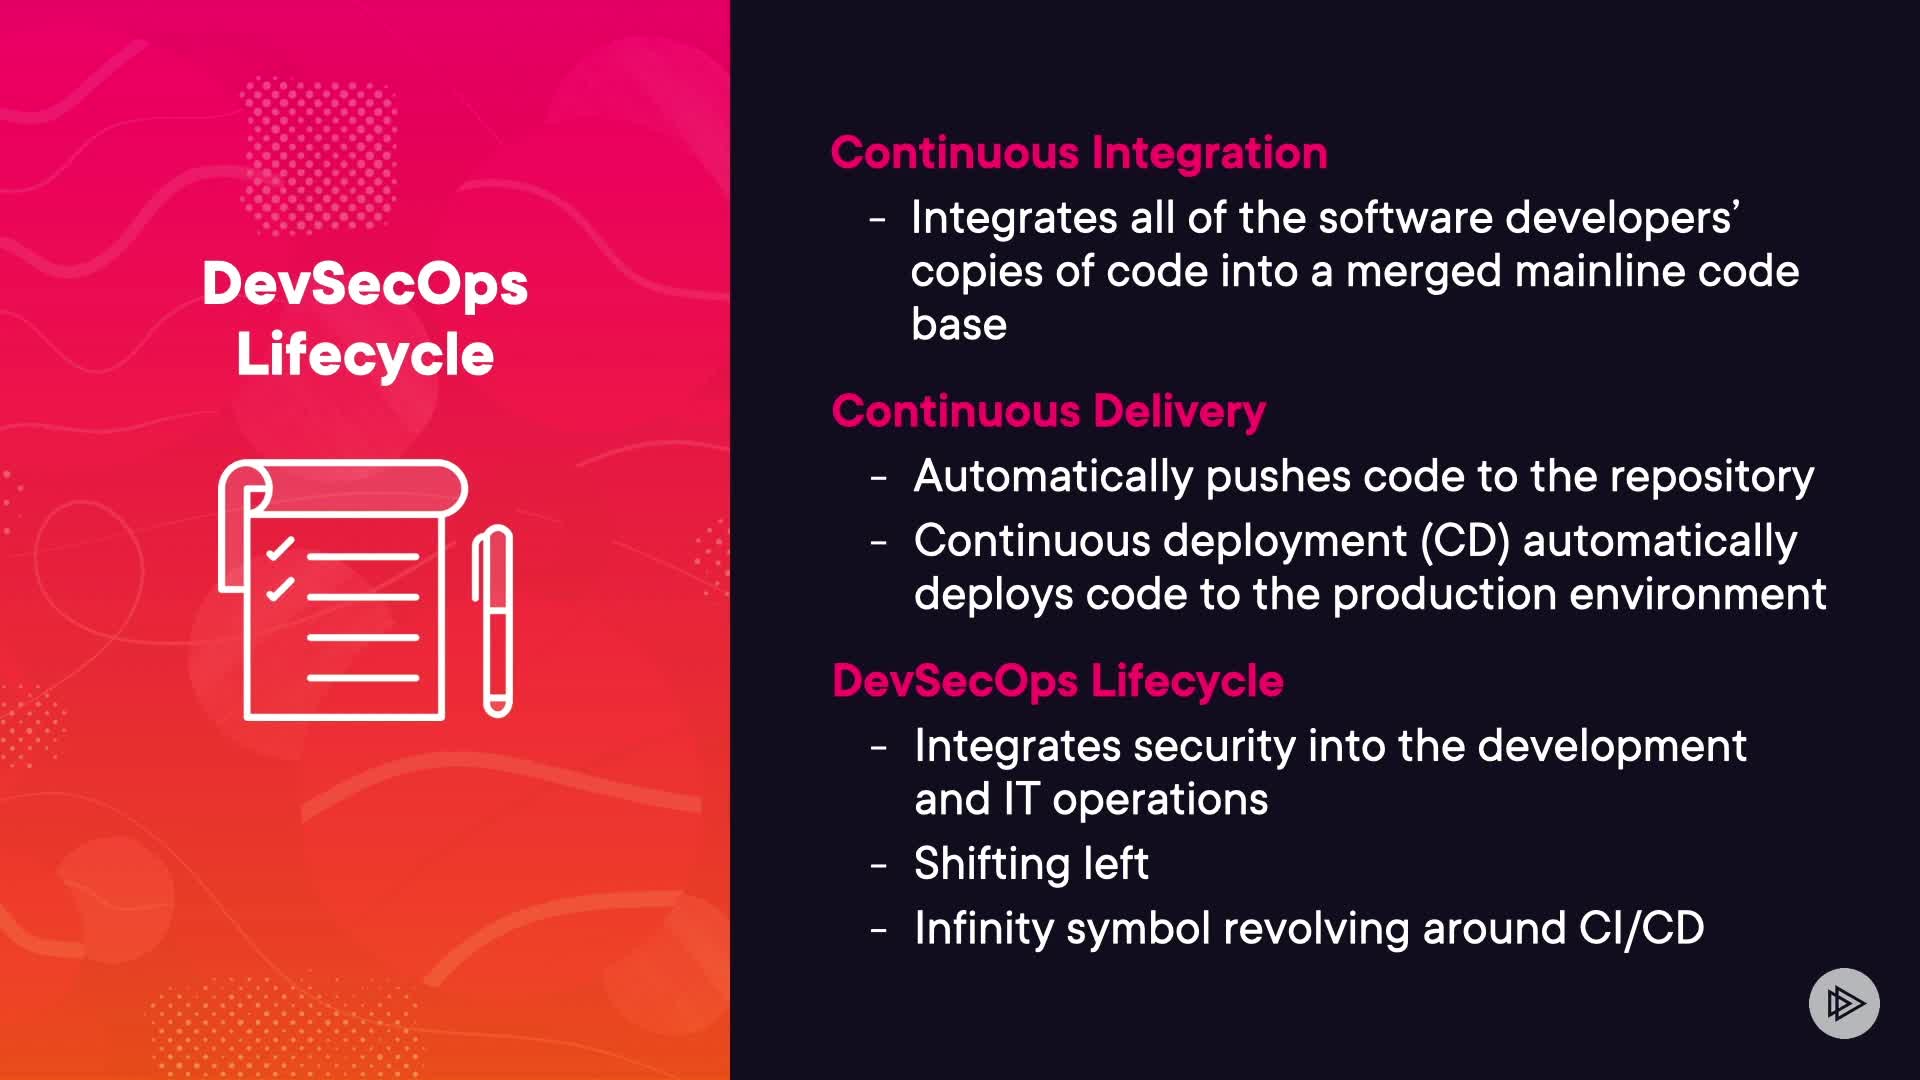 DevSecOps
Lifecycle
Continuous Integration
- Integrates all of the software developers’
copies of code into a merged mainline code
base
Continuous Delivery
- Automatically pushes code to the repository
- Continuous deployment (CD) automatically
deploys code to the production environment
DevSecOps Lifecycle
- Integrates security into the development
and IT operations
- Shifting left
- Infinity symbol revolving around CI/CD